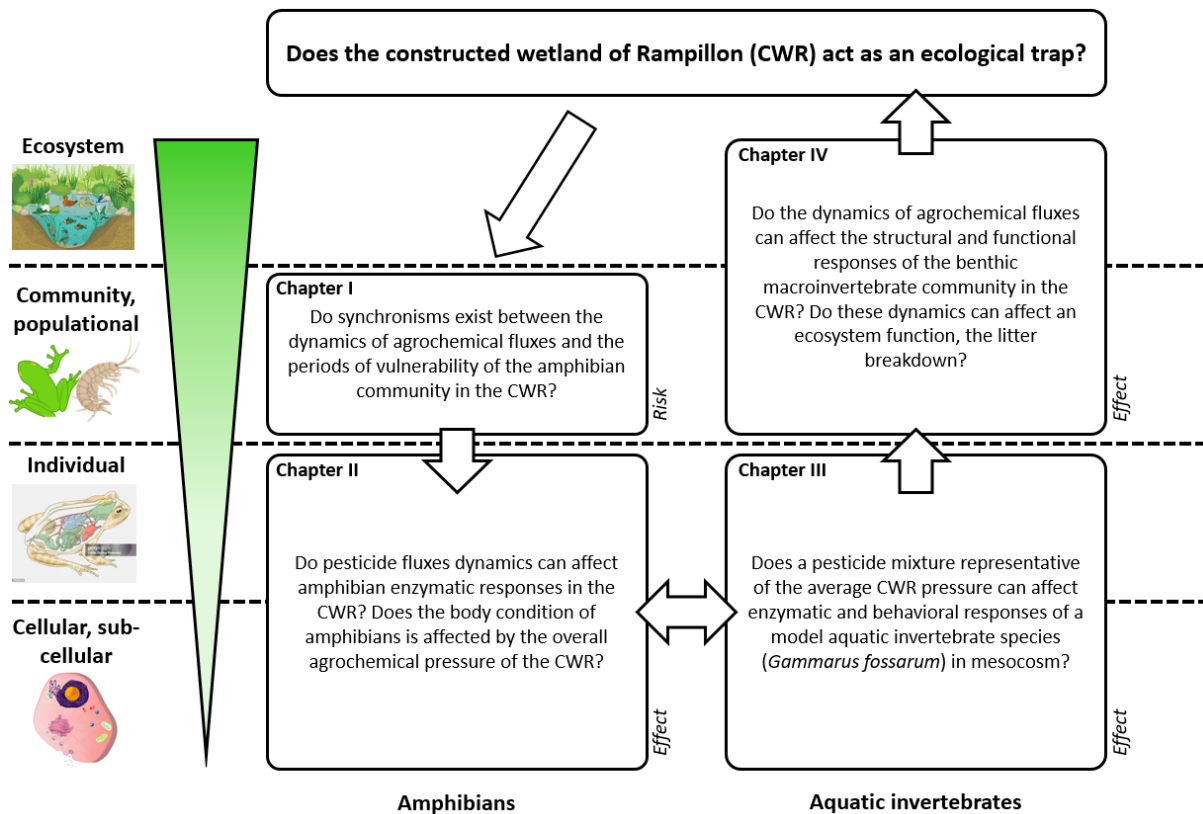 Does the constructed wetland of Rampillon (CWR) act as an ecological trap?
Ecosystem
Community,
populational
Individual
Cellular, sub-
cellular
Chapter I
Do synchronisms exist between the
dynamics of agrochemical fluxes and the
periods of vulnerability of the amphibian
community in the CWR?
Risk
Chapter II
Do pesticide fluxes dynamics can affect
amphibian enzymatic responses in the
CWR? Does the body condition of
amphibians is affected by the overall
agrochemical pressure of the CWR?
Effect
Chapter III
Does a pesticide mixture representative
of the average CWR pressure can affect
enzymatic and behavioral responses of a
model aquatic invertebrate species
(Gammarus fossarum) in mesocosm?
Effect
Chapter IV
Do the dynamics of agrochemical fluxes
can affect the structural and functional
responses of the benthic
macroinvertebrate community in the
CWR? Do these dynamics can affect an
ecosystem function, the litter
breakdown?
Effect
Amphibians
Aquatic invertebrates